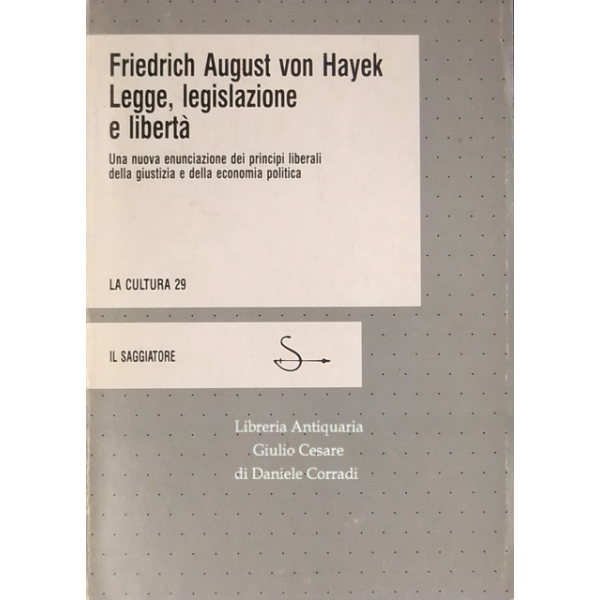 Friedrich August von Hayek
Legge, legislazione
e libertà
Una nuova enunciazione dei principi liberali
della giustizia e della economia politica
LA CULTURA 29
IL SAGGIATORE
Libreria Antiquaria
Giulio Cesare
di Daniele Corradi